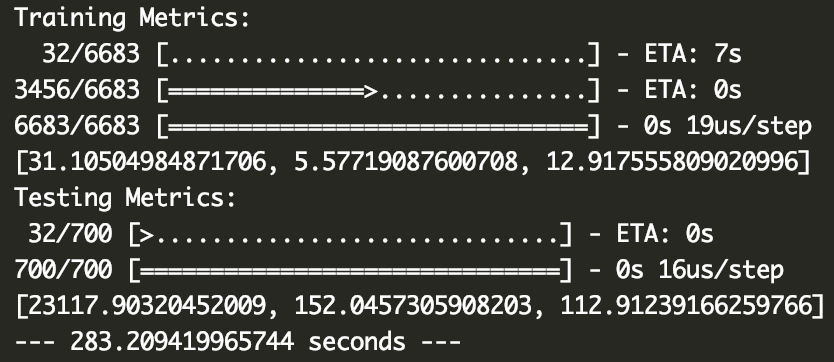 Training Metrics:
  32/6683 [..............................] - ETA: 7s
3456/6683 [==============>...............] - ETA: 0s
6683/6683 [==============================] - 0s 19us/step
[31.10504984871706, 5.57719087600708, 12.917555809020996]
Testing Metrics:
 32/700 [>.............................] - ETA: 0s
700/700 [==============================] - 0s 16us/step
[23117.90320452009, 152.0457305908203, 112.91239166259766]
--- 283.209419965744 seconds ---